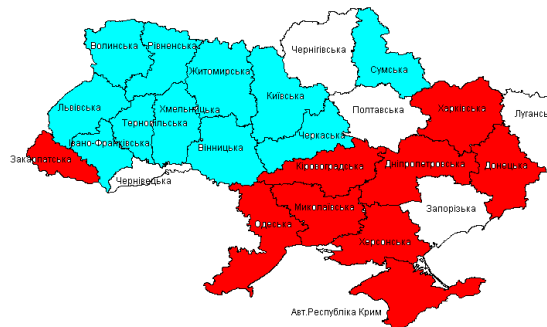 Чернігівська
Волинська
Рівненська
Житомирська
Сумська
Київська
Львівська
Хмельницька
Полтавська
Харківська
Лугансь
Тернопільська
Черкаська
Івано-Франківська
Вінницька
Закарпатська
Чернівецька
Кіровоградська
Дніпропетровська
Донецька
Миколаївська
Запорізька
Одеська
Херсонська
Авт.Республіка Крим